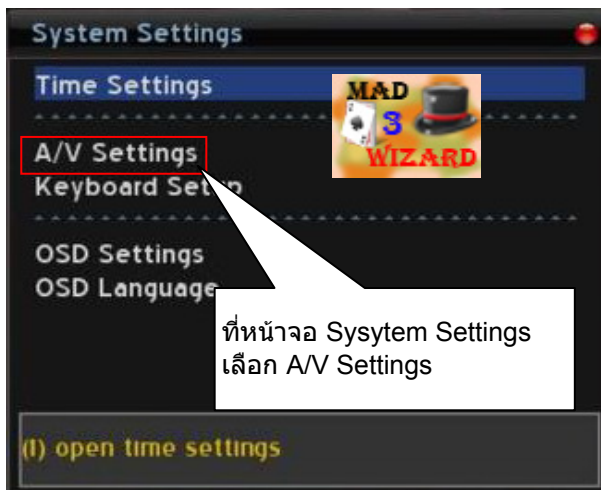 System Settings
Time Settings
MAD
3
WIZARD
A/V Settings
Keyboard Setup
OSD Settings
OSD Language
ที่หน้าจอ Sysytem Settings
เลือก A/V Settings
(1) open time settings